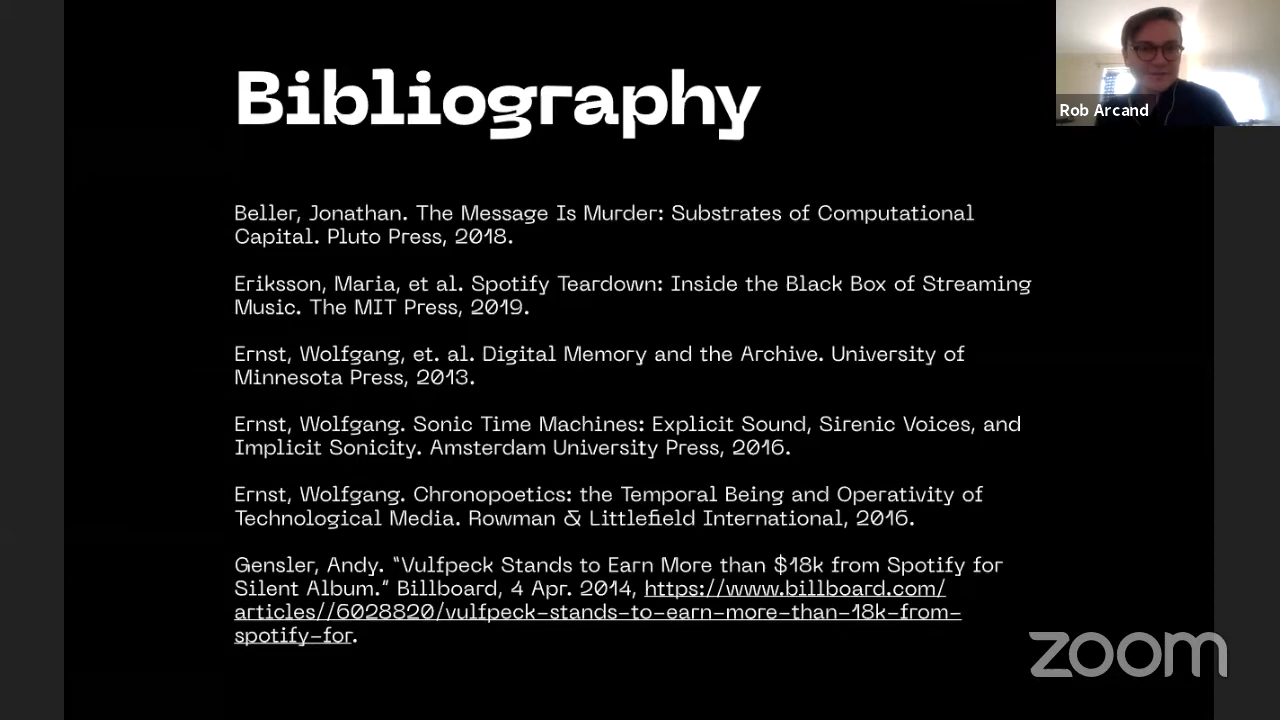 Bibliography
Rob Arcand
Beller, Jonathan. The Message Is Murder: Substrates of Computational
Capital. Pluto Press, 2018.
Eriksson, Maria, et al. Spotify Teardown: Inside the Black Box of Streaming
Music. The MIT Press, 2019.
Ernst, Wolfgang, et. al. Digital Memory and the Archive. University of
Minnesota Press, 2013.
Ernst, Wolfgang. Sonic Time Machines: Explicit Sound, Sirenic Voices, and
Implicit Sonicity. Amsterdam University Press, 2016.
Ernst, Wolfgang. Chronopoetics: the Temporal Being and Operativity of
Technological Media. Rowman & Littlefield International, 2016.
Gensler, Andy. “Vulfpeck Stands to Earn More than $18k from Spotify for
Silent Album.” Billboard, 4 Apr. 2014, https://www.billboard.com/
articles//6028820/vulfpeck-stands-to-earn-more-than-18k-from-
spotify-for.
zoom